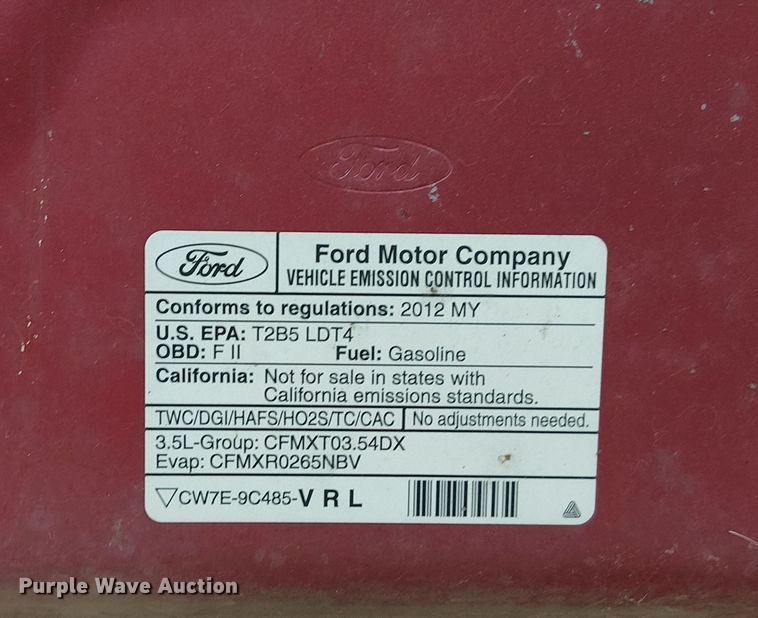 Ford
Ford
Ford Motor Company
VEHICLE EMISSION CONTROL INFORMATION
Conforms to regulations: 2012 MY
U.S. EPA: T2B5 LDT4
OBD: F II Fuel: Gasoline
California: Not for sale in states with
California emissions standards.
TWC/DGI/HAFS/HO2S/TC/CAC No adjustments needed.
3.5L-Group: CFMXT03.54DX
Evap: CFMXR0265NBV
CW7E-9C485-V R L
Purple Wave Auction